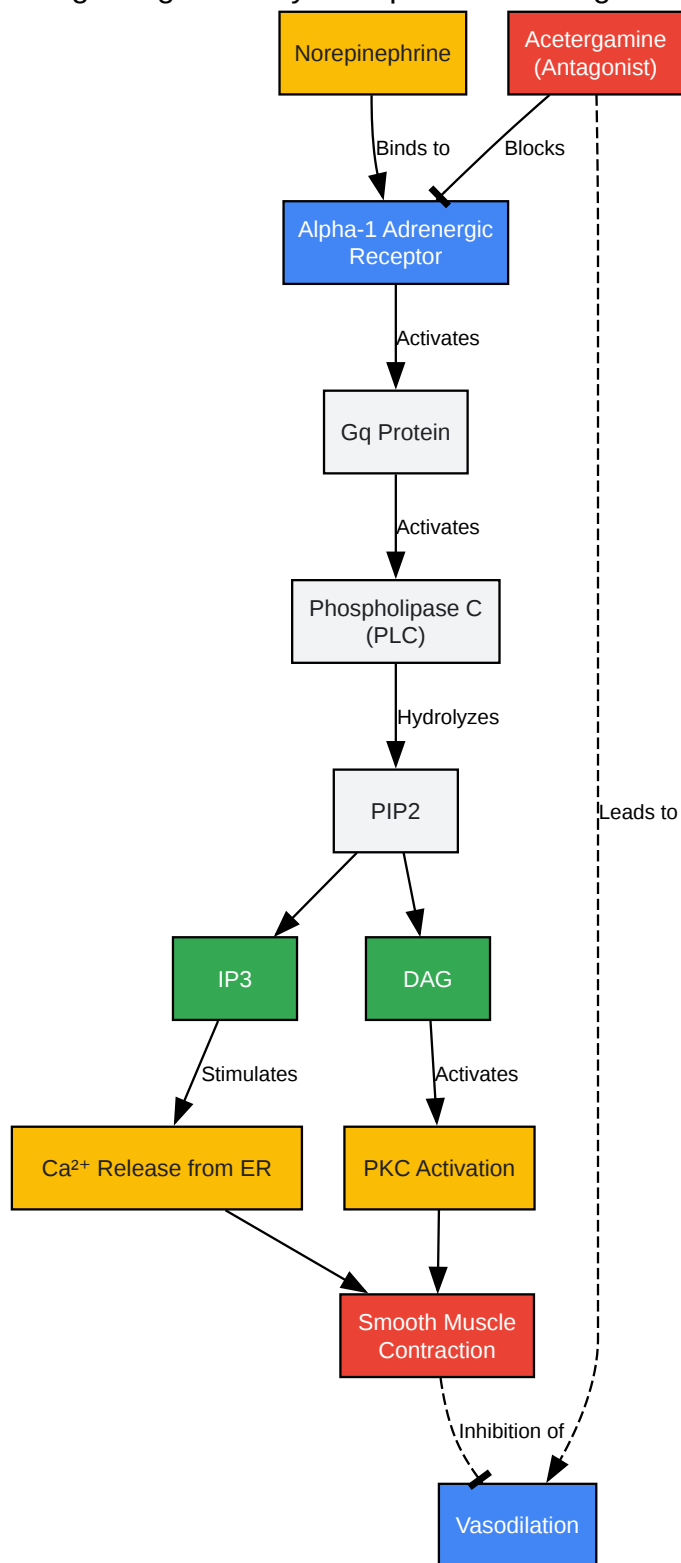 Norepinephrine
Acetergamine
(Antagonist)
Binds to
Blocks
Alpha-1 Adrenergic
Receptor
Activates
Gq Protein
Activates
Phospholipase C
(PLC)
Hydrolyzes
PIP2
Leads to
IP3
DAG
Stimulates
Activates
Ca²⁺ Release from ER
PKC Activation
Smooth Muscle
Contraction
Inhibition of
Vasodilation